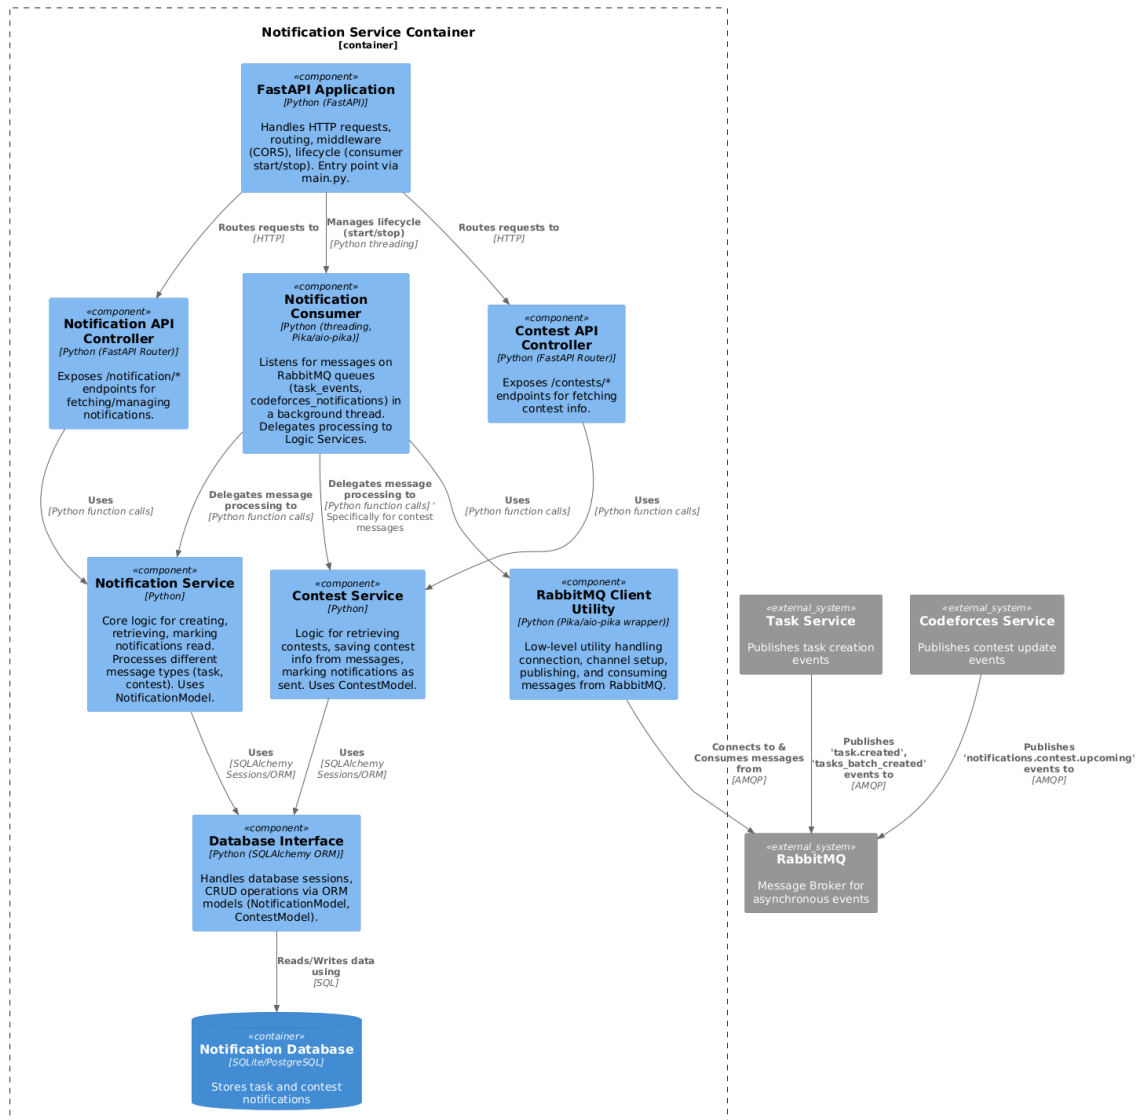 Notification Service Container
[container]
«component»
FastAPI Application
[Python (FastAPI)]
Handles HTTP requests,
routing, middleware
(CORS), lifecycle (consumer
start/stop). Entry point via
main.py.
Routes requests to
[HTTP]
Manages lifecycle
(start/stop)
[Python threading]
Routes requests to
[HTTP]
«component»
Notification API
Controller
[Python (FastAPI Router)]
Exposes /notification/*
endpoints for
fetching/managing
notifications.
«component»
Notification
Consumer
[Python (threading,
Pika/aio-pika)]
Listens for messages on
RabbitMQ queues
(task_events,
codeforces_notifications) in
a background thread.
Delegates processing to
Logic Services.
«component»
Contest API
Controller
[Python (FastAPI Router)]
Exposes /contests/*
endpoints for fetching
contest info.
Uses
[Python function calls]
Delegates message
processing to
[Python function calls]
Delegates message
processing to
[Python function calls] '
Specifically for contest
messages
Uses
[Python function calls]
Uses
[Python function calls]
«component»
Notification Service
[Python]
Core logic for creating,
retrieving, marking
notifications read.
Processes different
message types (task,
contest). Uses
NotificationModel.
«component»
Contest Service
[Python]
Logic for retrieving
contests, saving contest
info from messages,
marking notifications as
sent. Uses ContestModel.
«component»
RabbitMQ Client
Utility
[Python (Pika/aio-pika wrapper)]
Low-level utility handling
connection, channel setup,
publishing, and consuming
messages from RabbitMQ.
«external_system»
Task Service
Publishes task creation
events
«external_system»
Codeforces Service
Publishes contest update
events
Uses
[SQLAlchemy
Sessions/ORM]
Uses
[SQLAlchemy
Sessions/ORM]
Connects to &
Consumes messages
from
[AMQP]
Publishes
'task.created',
'tasks_batch_created'
events to
[AMQP]
Publishes
'notifications.contest.upcoming'
events to
[AMQP]
«component»
Database Interface
[Python (SQLAlchemy ORM)]
Handles database sessions,
CRUD operations via ORM
models (NotificationModel,
ContestModel).
«external_system»
RabbitMQ
Message Broker for
asynchronous events
Reads/Writes data
using
[SQL]
«container»
Notification Database
[SQLite/PostgreSQL]
Stores task and contest
notifications